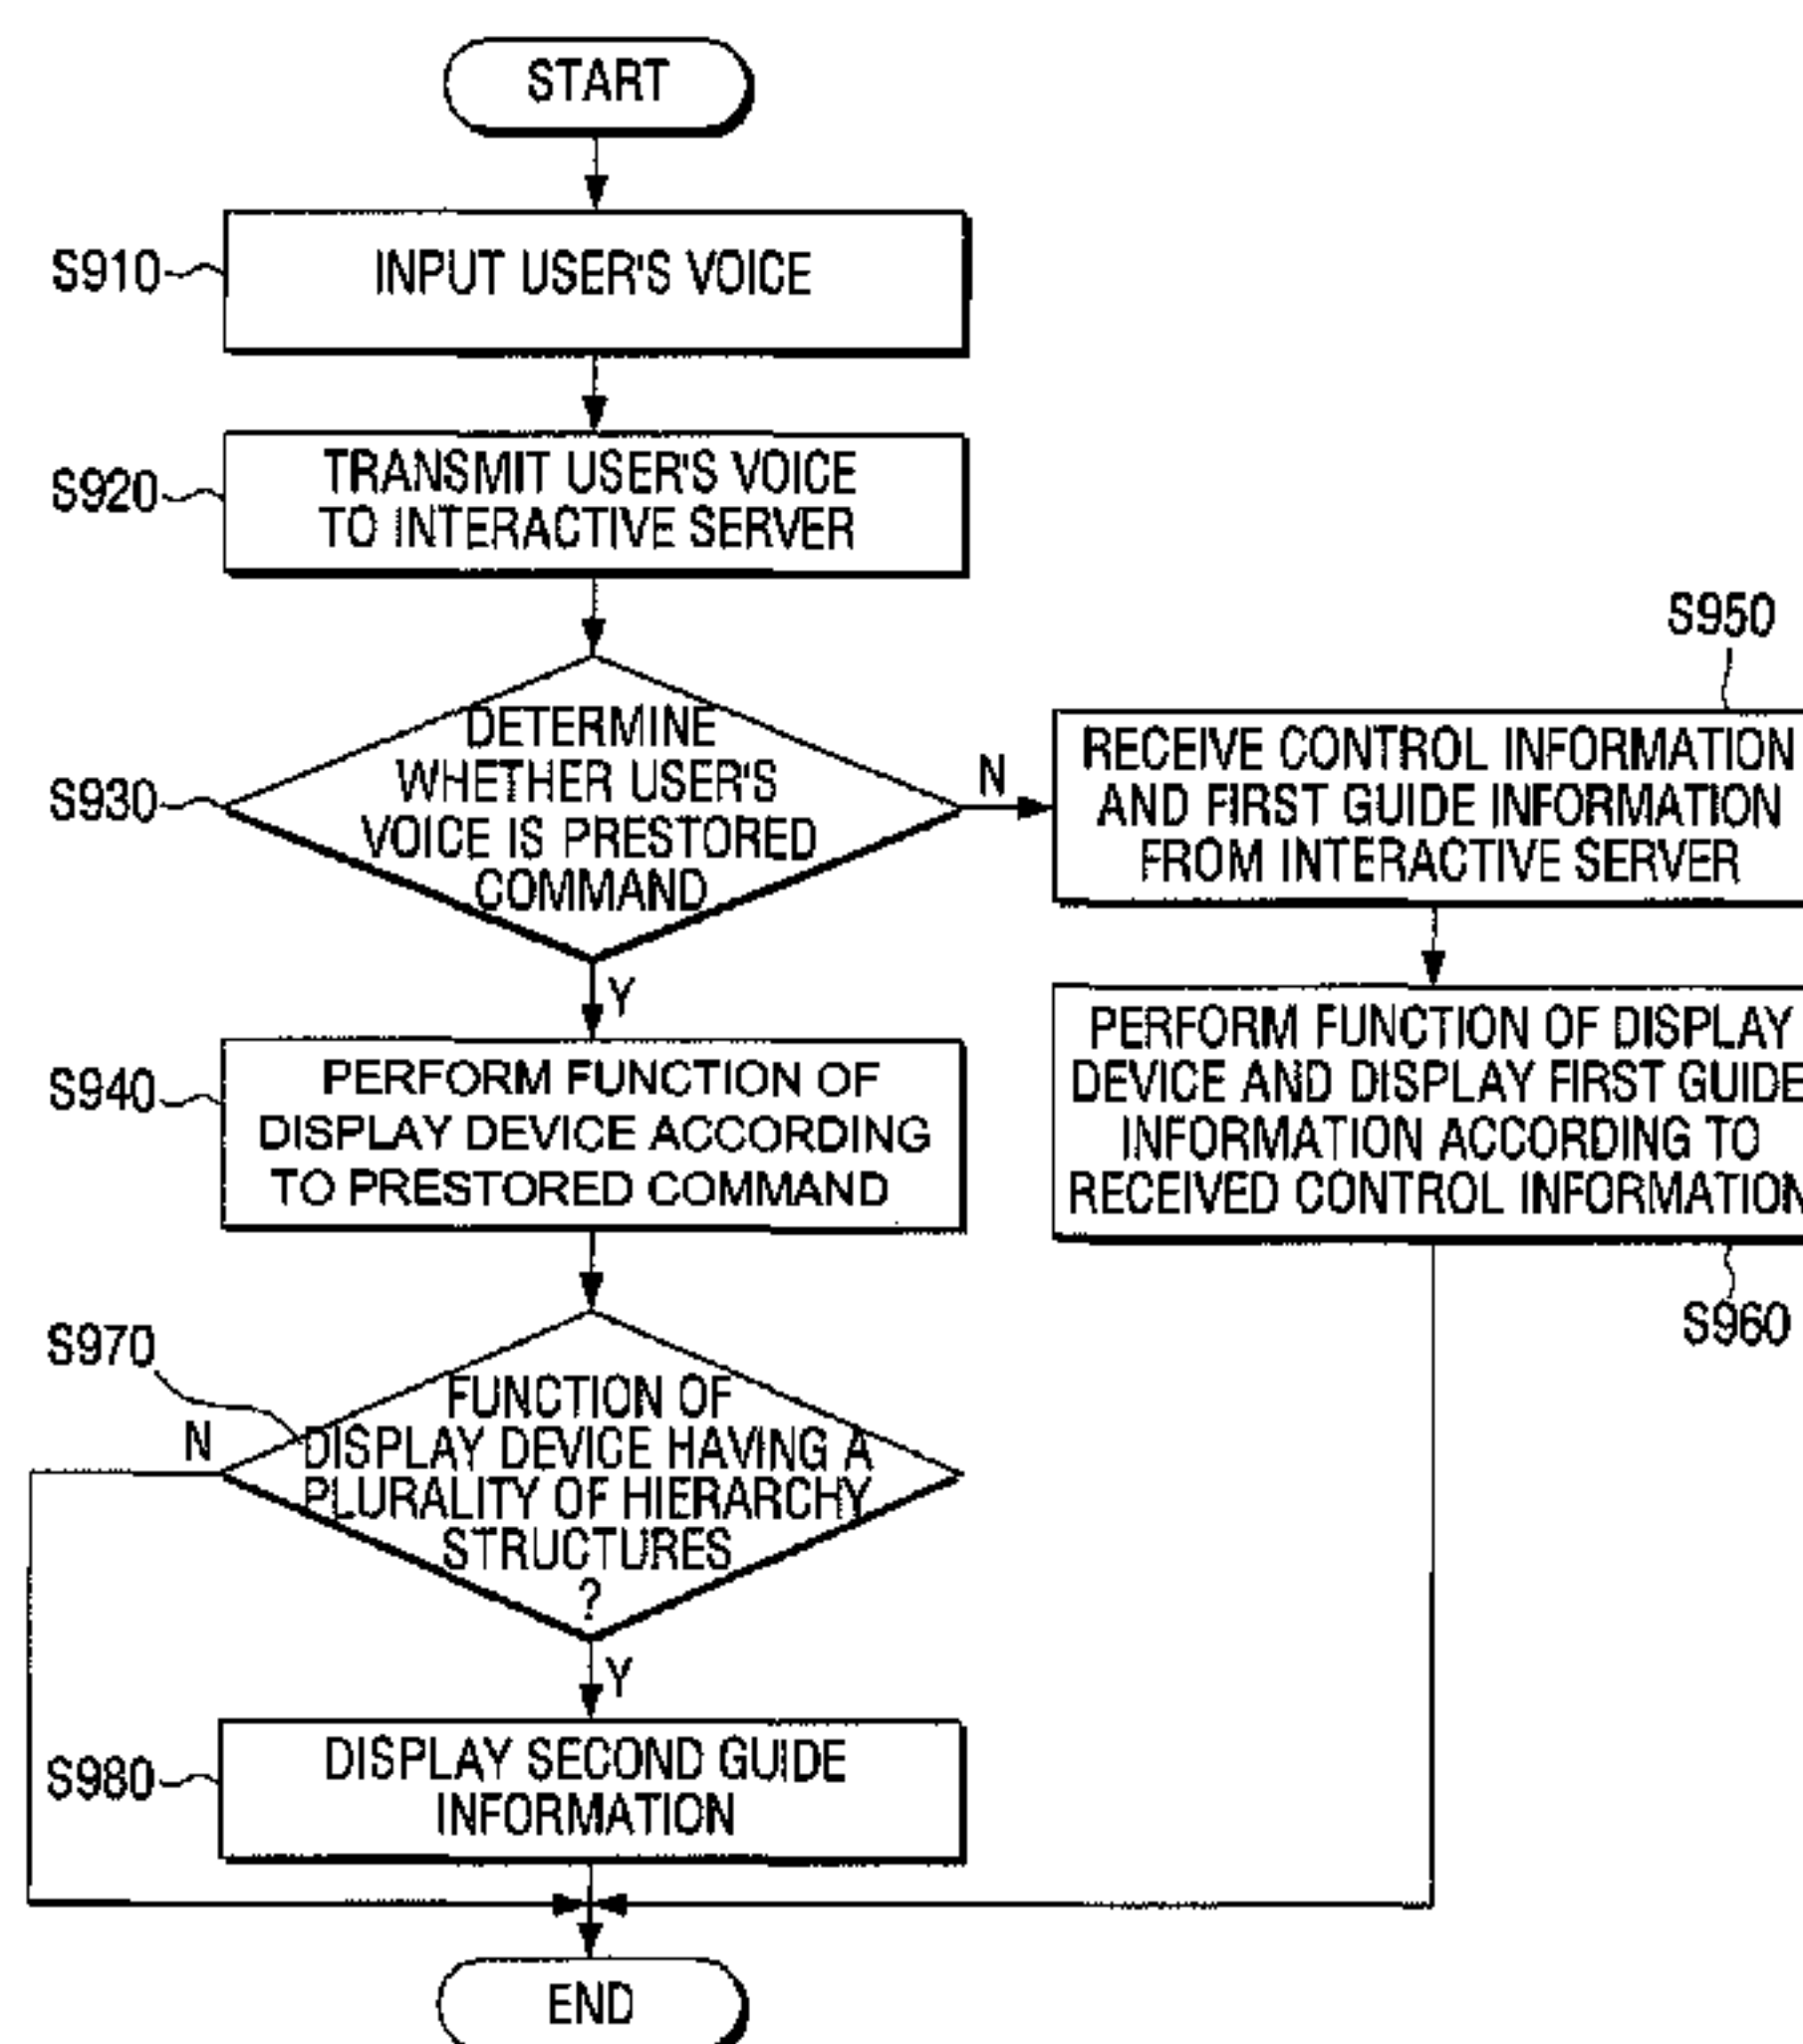 START
S910
INPUT USER'S VOICE
S920
TRANSMIT USER'S VOICE
TO INTERACTIVE SERVER
S930
DETERMINE
WHETHER USER'S
VOICE IS PRESTORED
COMMAND
N
Y
S950
RECEIVE CONTROL INFORMATION
AND FIRST GUIDE INFORMATION
FROM INTERACTIVE SERVER
S940
PERFORM FUNCTION OF
DISPLAY DEVICE ACCORDING
TO PRESTORED COMMAND
PERFORM FUNCTION OF DISPLAY
DEVICE AND DISPLAY FIRST GUIDE
INFORMATION ACCORDING TO
RECEIVED CONTROL INFORMATION
S960
S970
N
FUNCTION OF
DISPLAY DEVICE HAVING A
PLURALITY OF HIERARCHY
STRUCTURES
?
Y
S980
DISPLAY SECOND GUIDE
INFORMATION
END